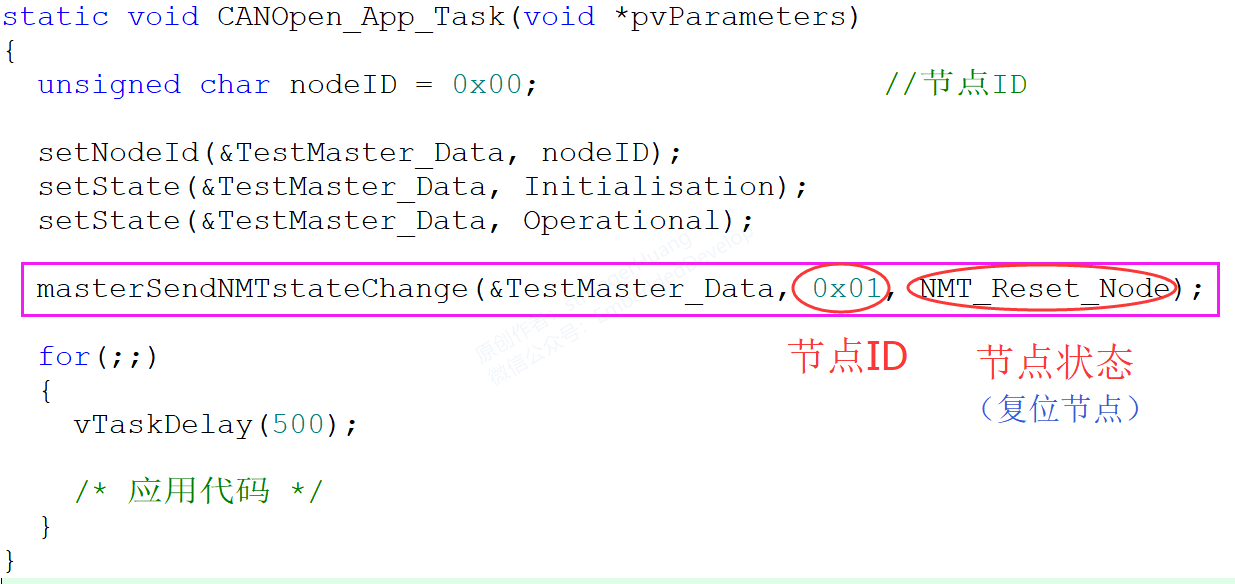 static void CANOpen_App_Task(void *pvParameters)
{
unsigned char nodeID = 0x00; //节点ID
setNodeId(&TestMaster_Data, nodeID);
setState(&TestMaster_Data, Initialisation);
setState(&TestMaster_Data, Operational);
masterSendNMTstateChange(&TestMaster_Data, 0x01, NMT_Reset_Node);
for(;;)
节点ID 节点状态
{
(复位节点)
vTaskDelay(500);
/* 应用代码 */
}
}